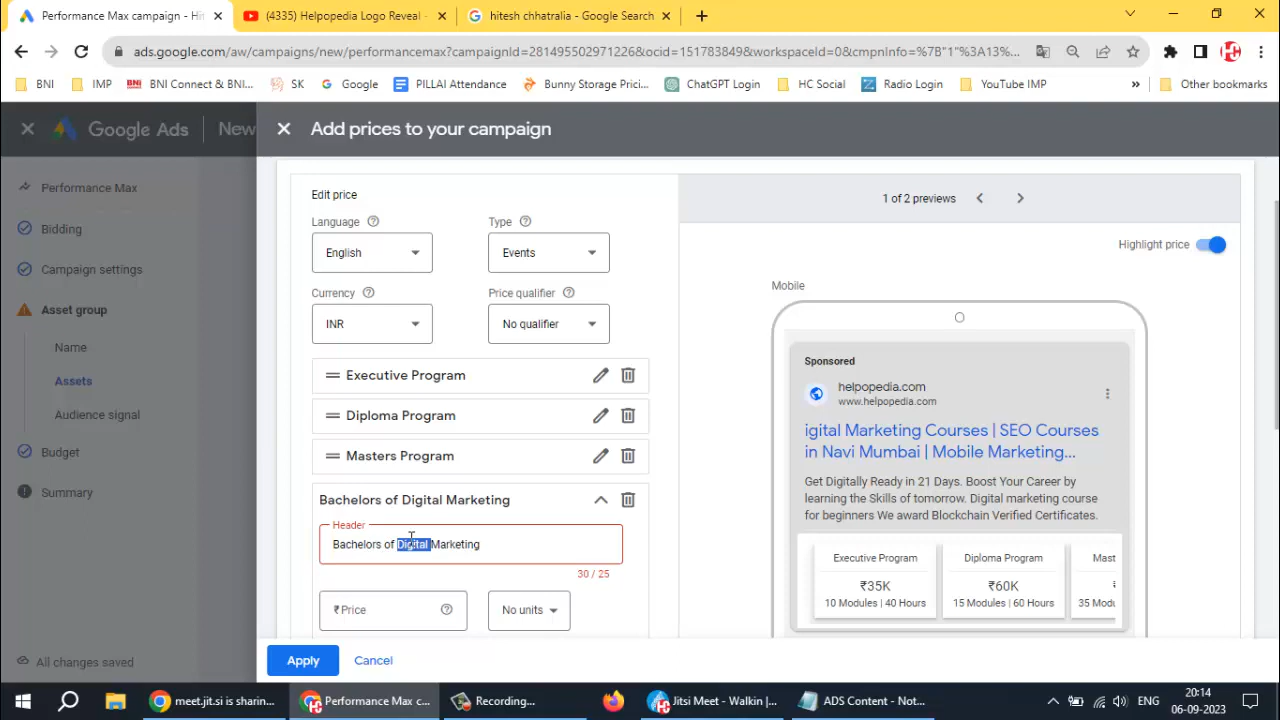 Performance Max campaign - Hit
(4335) Helpopedia Logo Reveal -
hitesh chhatralia - Google Search
ads.google.com/aw/campaigns/new/performancemax?campaignId=281495502971226&ocid=1517838498&workspaceId=0&cmpnInfo=%7B"1"%3A13%...
BNI
IMP
BNI Connect & BNI...
SK
Google
PILLAI Attendance
Bunny Storage Prici...
ChatGPT Login
HC Social
Radio Login
YouTube IMP
»
Other bookmarks
Google Ads
New
Add prices to your campaign
Performance Max
Bidding
Campaign settings
Asset group
Name
Assets
Audience signal
Budget
Summary
All changes saved
Edit price
Language
Type
English
Events
Currency
Price qualifier
INR
No qualifier
Executive Program
Diploma Program
Masters Program
Bachelors of Digital Marketing
Header
Bachelors of Digital Marketing
30 / 25
₹ Price
No units
Apply
Cancel
1 of 2 previews
Highlight price
Mobile
Sponsored
helpopedia.com
www.helpopedia.com
igital Marketing Courses | SEO Courses
in Navi Mumbai | Mobile Marketing...
Get Digitally Ready in 21 Days. Boost Your Career by
learning the Skills of tomorrow. Digital marketing course
for beginners We award Blockchain Verified Certificates.
Executive Program
₹35K
10 Modules | 40 Hours
Diploma Program
₹60K
15 Modules | 60 Hours
Mast
35 Modu
meet.jit.si is sharin...
Performance Max c...
Recording...
Jitsi Meet - Walkin |...
ADS Content - Not...
ENG
20:14
06-09-2023